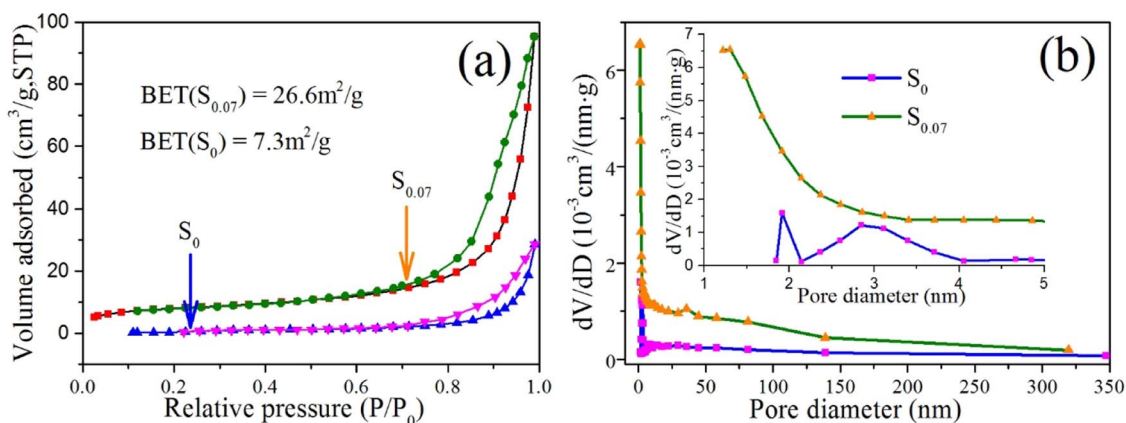 (a)
BET(S0.07) = 26.6m2/g
BET(S0) = 7.3m2/g
S0.07
S0
Volume adsorbed (cm3/g,STP)
100
80
60
40
20
0
0.0 0.2 0.4 0.6 0.8 1.0
Relative pressure (P/P0)
(b)
dV/dD (10-3cm3/(nm·g)
6
4
2
0
0 50 100 150 200 250 300 350
Pore diameter (nm)
S0
S0.07
dV/dD (10-3 cm3/(nm·g)
7
6
5
4
3
2
1
0
1 2 3 4 5
Pore diameter (nm)